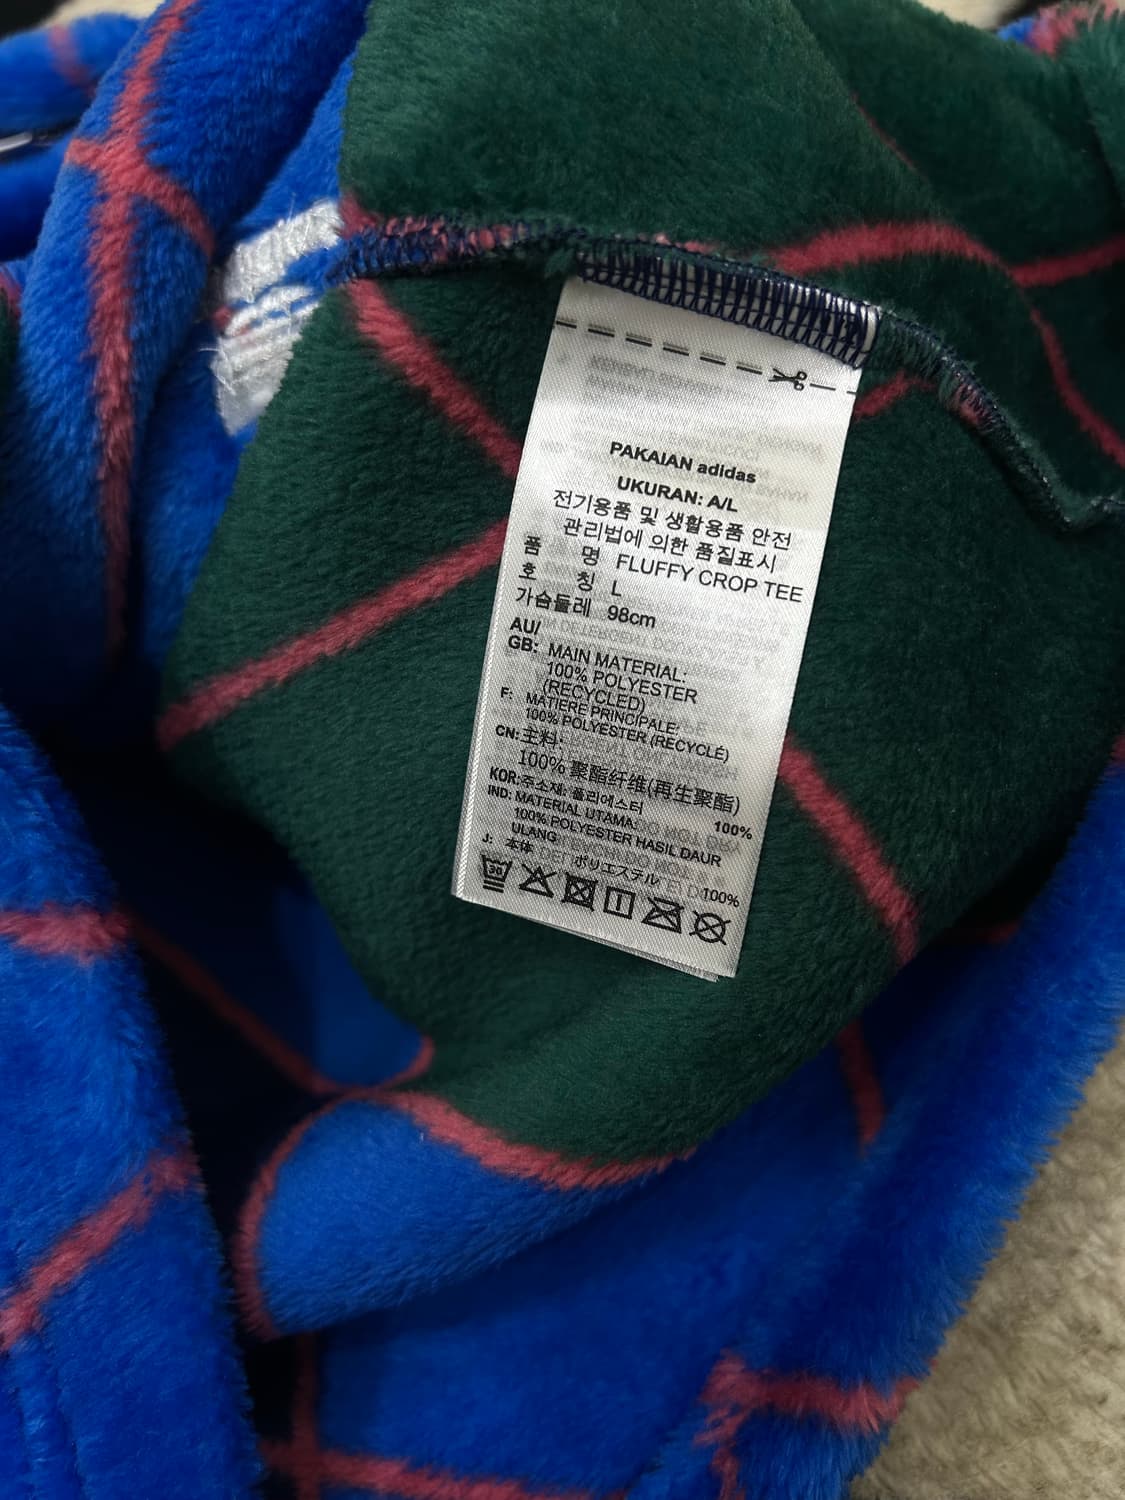 PAKAIAN adidas
UKURAN: A/L
전기용품 및 생활용품 안전
관리법에 의한 품질표시
품 명 FLUFFY CROP TEE
호 칭 L
가슴둘레 98cm
AU/
GB: MAIN MATERIAL:
100% POLYESTER
(RECYCLED)
F: MATIERE PRINCIPALE:
100% POLYESTER (RECYCLÉ)
CN: 主料:
100% 聚酯纤维(再生聚酯)
KOR: 주소재: 폴리에스터 100%
IND: MATERIAL UTAMA:
100% POLYESTER HASIL DAUR
ULANG
J: 本体 ポリエステル 100%
30